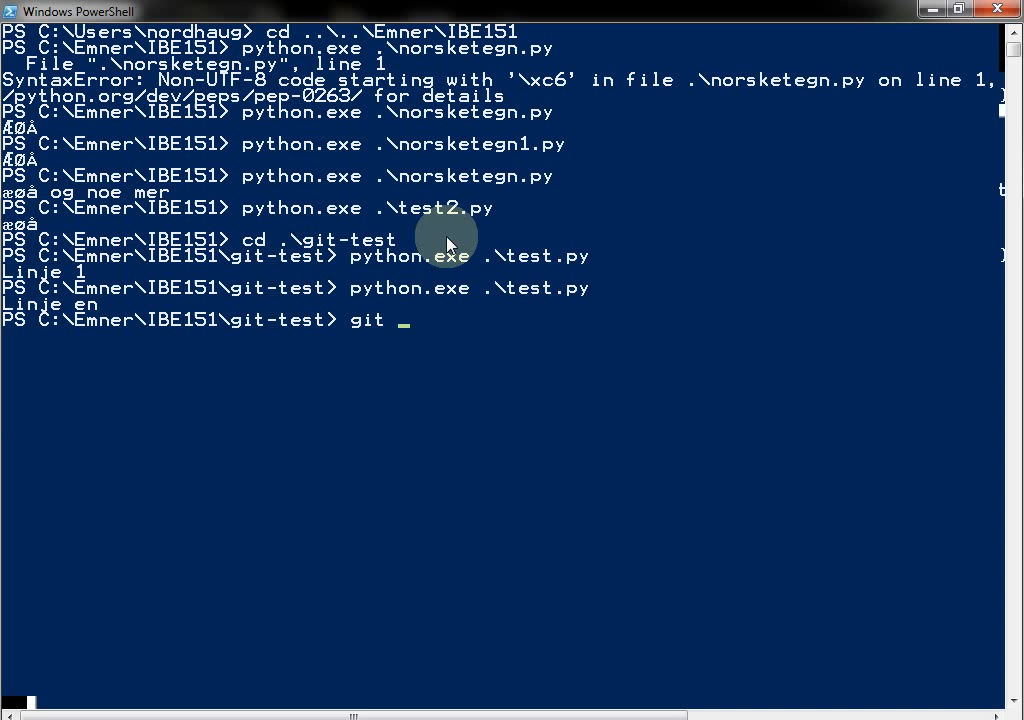 Windows PowerShell
PS C:\Users\nordhaug> cd ..\..\Emner\IBE151
PS C:\Emner\IBE151> python.exe .\norsketegn.py
File ".\norsketegn.py", line 1
SyntaxError: Non-UTF-8 code starting with '\xc6' in file .\norsketegn.py on line 1,
/python.org/dev/peps/pep-0263/ for details
PS C:\Emner\IBE151> python.exe .\norsketegn.py
ÆØÅ
PS C:\Emner\IBE151> python.exe .\norsketegn1.py
ÆØÅ
PS C:\Emner\IBE151> python.exe .\norsketegn.py
æøå og noe mer
PS C:\Emner\IBE151> python.exe .\test2.py
æøå
PS C:\Emner\IBE151> cd .\git-test
PS C:\Emner\IBE151\git-test> python.exe .\test.py
Linje 1
PS C:\Emner\IBE151\git-test> python.exe .\test.py
Linje en
PS C:\Emner\IBE151\git-test> git